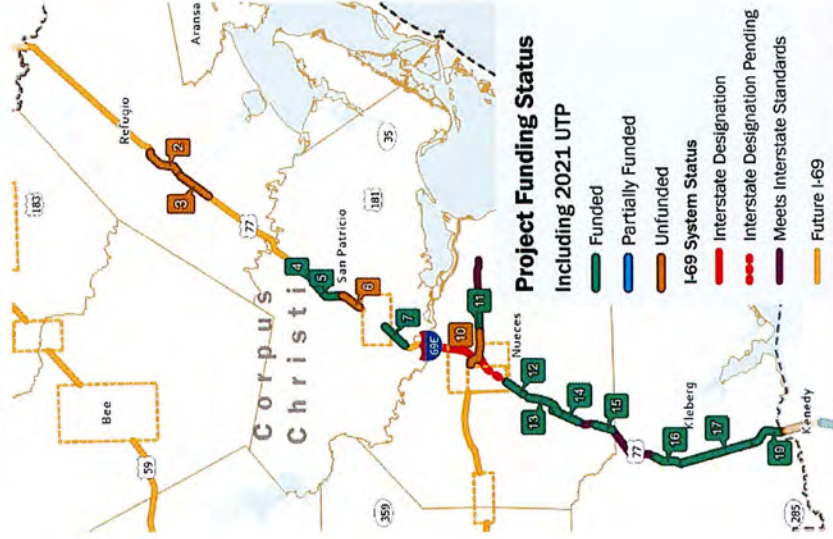 183
Aransa
Refugio
2
3
77
35
181
59
Bee
Corpus
Christi
4
5
San Patricio
6
7
69E
10
11
Nueces
359
12
13
14
15
Kleberg
77
16
17
19
Kenedy
285
Project Funding Status
Including 2021 UTP
Funded
Partially Funded
Unfunded
I-69 System Status
Interstate Designation
Interstate Designation Pending
Meets Interstate Standards
Future I-69